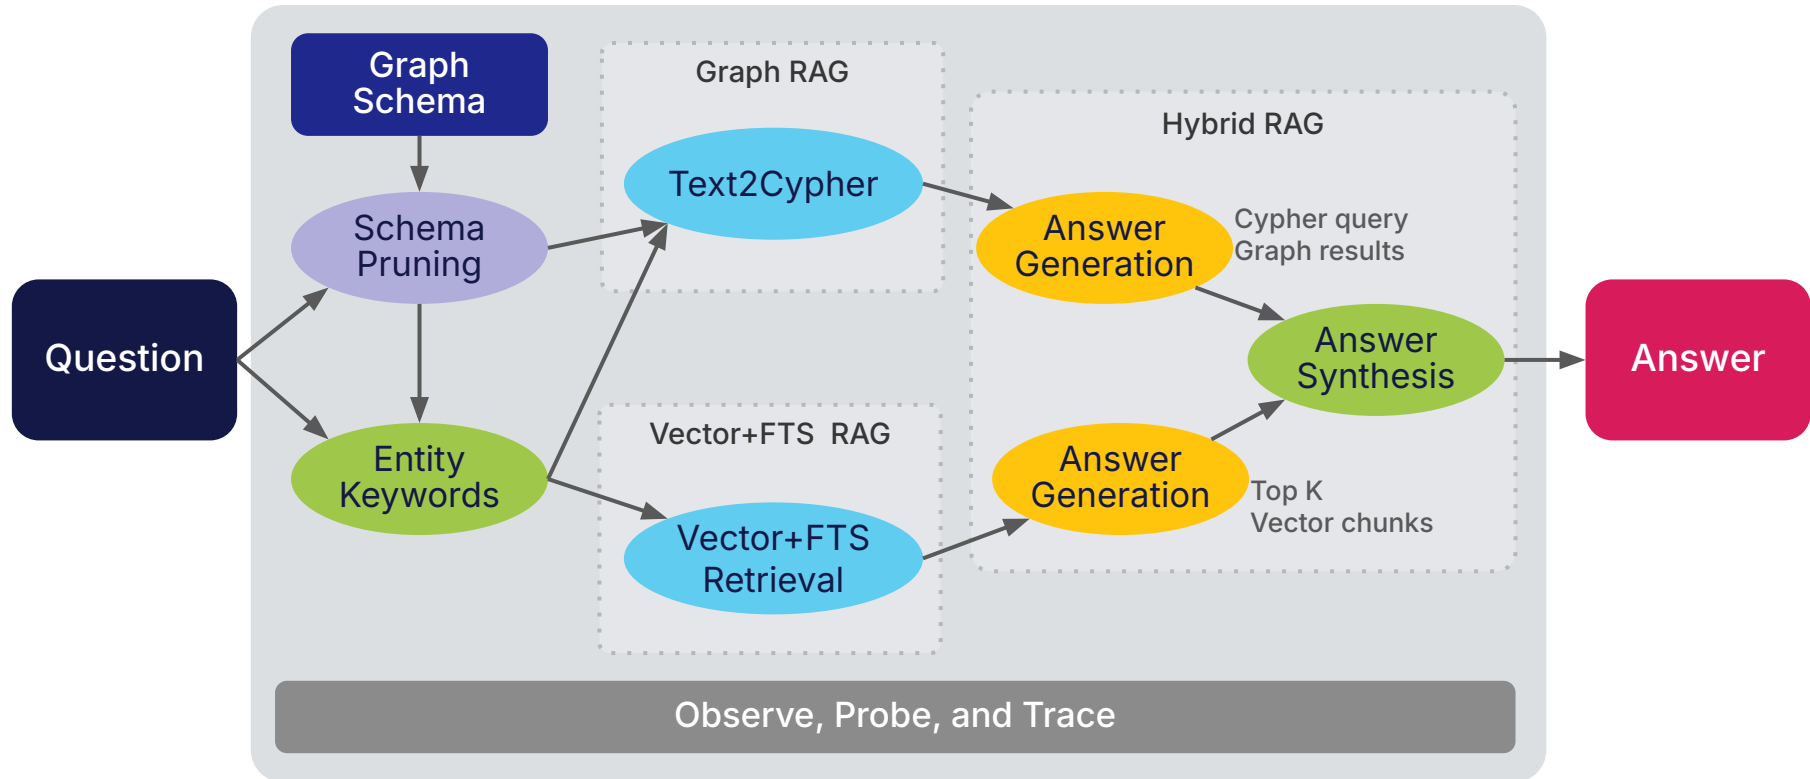 Graph
Schema
Graph RAG
Hybrid RAG
Text2Cypher
Schema
Pruning
Answer
Generation
Cypher query
Graph results
Question
Answer
Synthesis
Answer
Vector+FTS RAG
Entity
Keywords
Answer
Generation
Top K
Vector chunks
Vector+FTS
Retrieval
Observe, Probe, and Trace